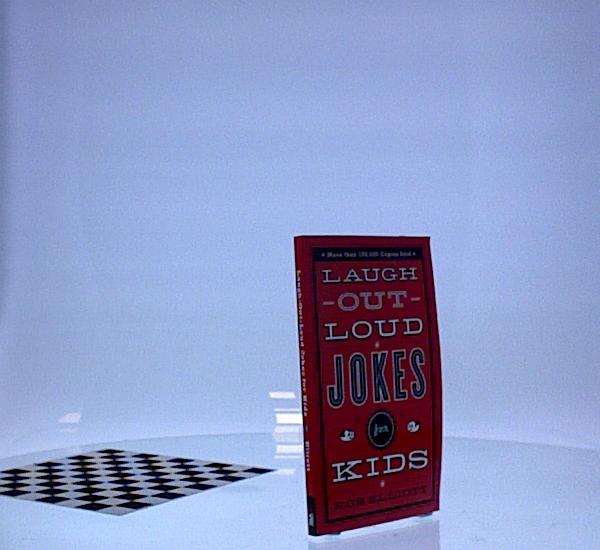 More than 150,000 Copies Sold
LAUGH
-OUT-
LOUD
JOKES
for
KIDS
ROB ELLIOTT
Laugh-Out-Loud Jokes for Kids
Elliott